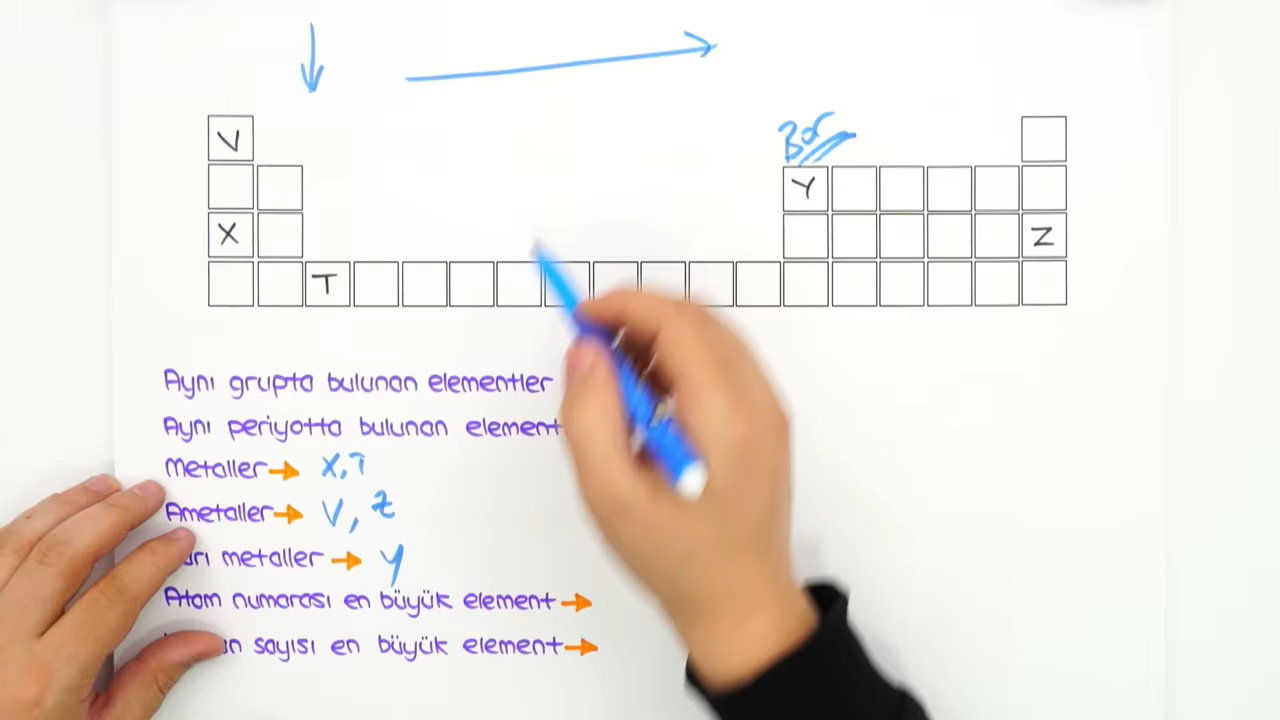 Bor
V
Y
X
Z
T
Aynı grupta bulunan elementler
Aynı periyotta bulunan element
Metaller→ X,T
Ametaller→ V, Z
metaller → Y
Atom numarası en büyük element→
sayısı en büyük element→